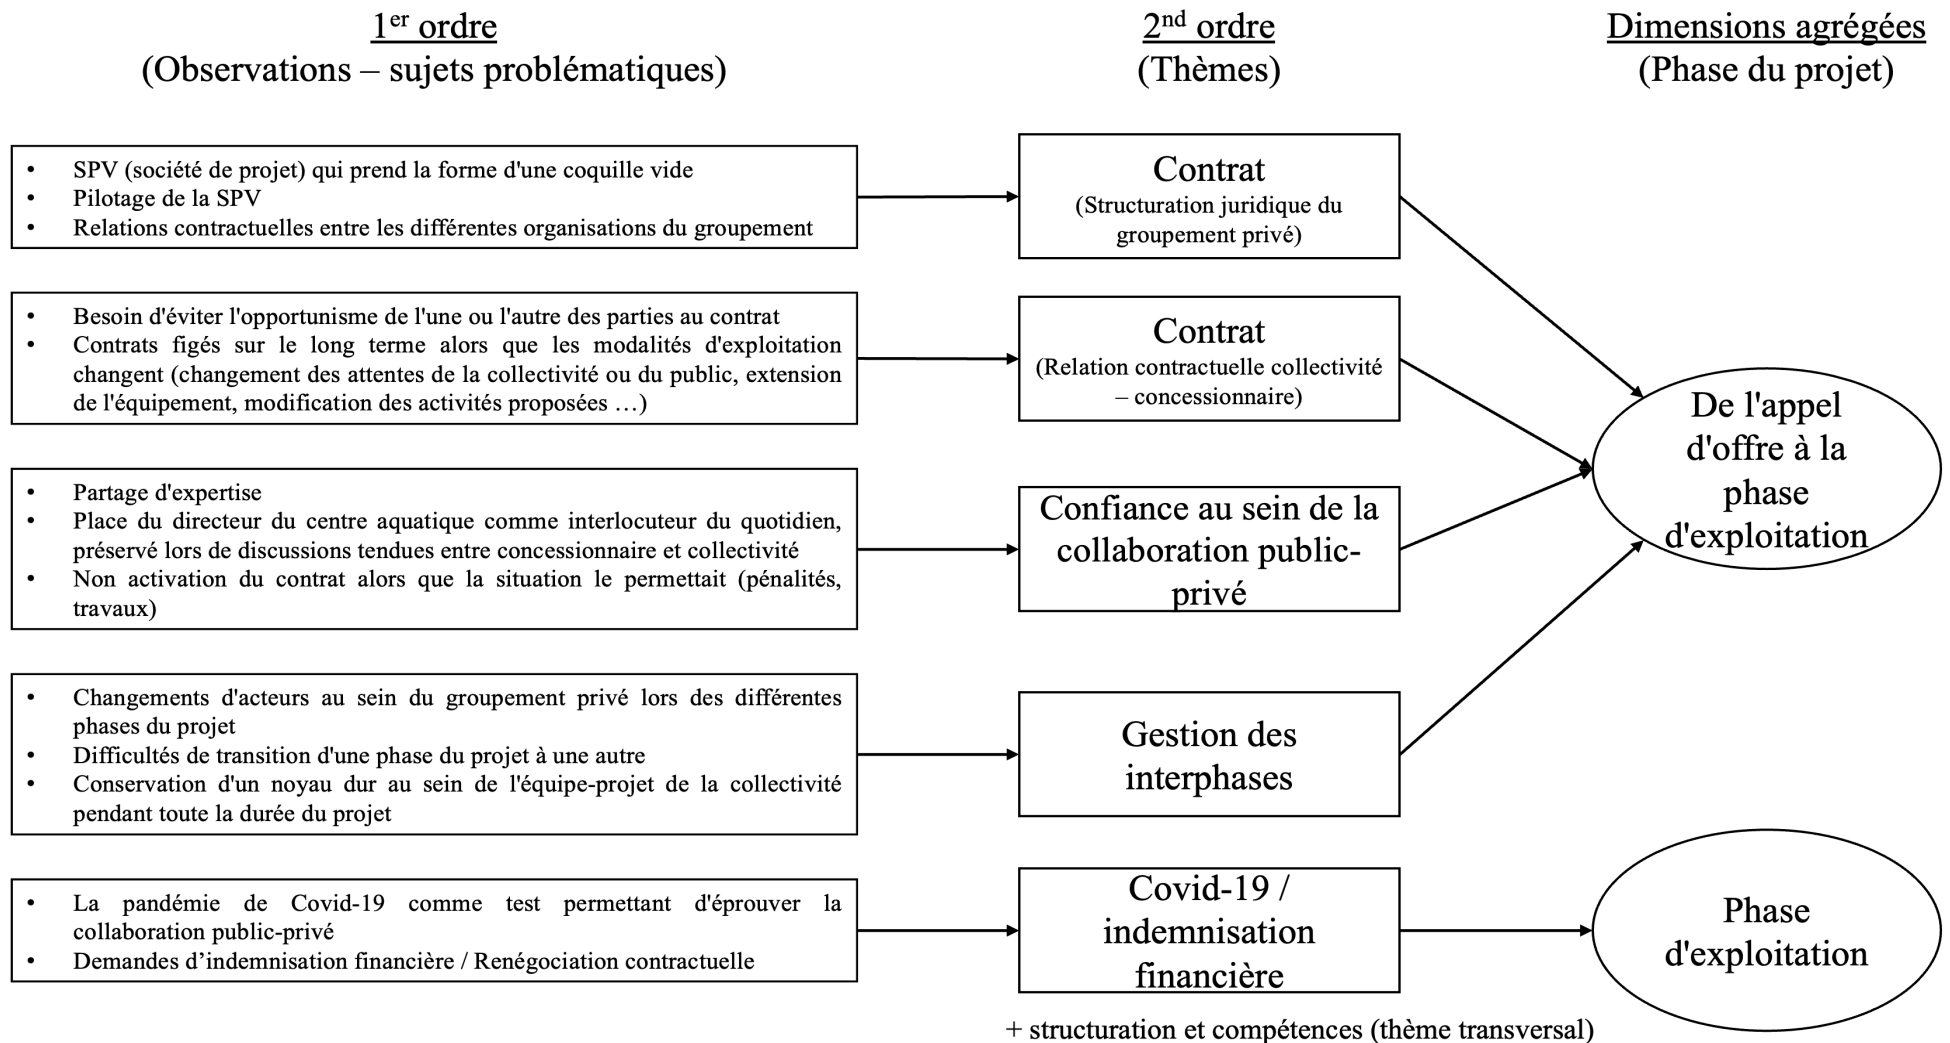 1er ordre
(Observations – sujets problématiques)
2nd ordre
(Thèmes)
Dimensions agrégées
(Phase du projet)
• SPV (société de projet) qui prend la forme d'une coquille vide
• Pilotage de la SPV
• Relations contractuelles entre les différentes organisations du groupement
Contrat
(Structuration juridique du
groupement privé)
• Besoin d'éviter l'opportunisme de l'une ou l'autre des parties au contrat
• Contrats figés sur le long terme alors que les modalités d'exploitation
changent (changement des attentes de la collectivité ou du public, extension
de l'équipement, modification des activités proposées …)
Contrat
(Relation contractuelle collectivité
– concessionnaire)
• Partage d'expertise
• Place du directeur du centre aquatique comme interlocuteur du quotidien,
préservé lors de discussions tendues entre concessionnaire et collectivité
• Non activation du contrat alors que la situation le permettait (pénalités,
travaux)
Confiance au sein de la
collaboration public-
privé
• Changements d'acteurs au sein du groupement privé lors des différentes
phases du projet
• Difficultés de transition d'une phase du projet à une autre
• Conservation d'un noyau dur au sein de l'équipe-projet de la collectivité
pendant toute la durée du projet
Gestion des
interphases
De l'appel
d'offre à la
phase
d'exploitation
• La pandémie de Covid-19 comme test permettant d'éprouver la
collaboration public-privé
• Demandes d’indemnisation financière / Renégociation contractuelle
Covid-19 /
indemnisation
financière
Phase
d'exploitation
+ structuration et compétences (thème transversal)